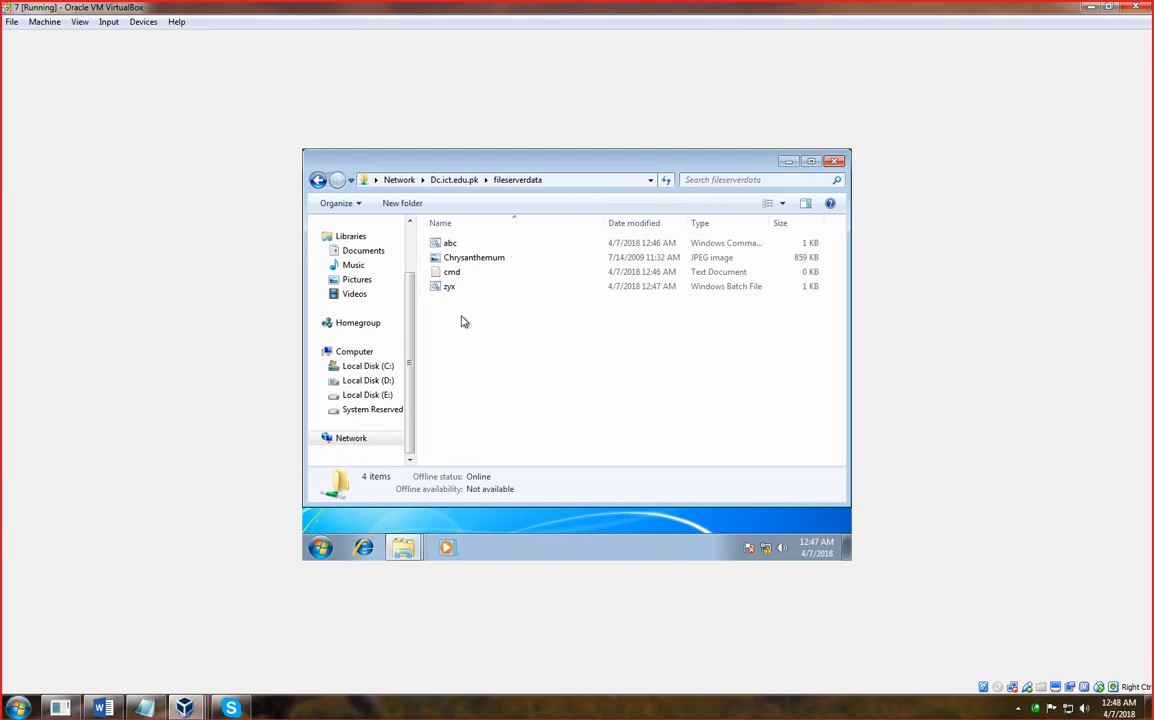 7 [Running] - Oracle VM VirtualBox
File Machine View Input Devices Help
Network Dc.ict.edu.pk fileserverdata Search fileserverdata
Organize New folder
Name Date modified Type Size
Libraries
Documents
Music
Pictures
Videos
Homegroup
Computer
Local Disk (C:)
Local Disk (D:)
Local Disk (E:)
System Reserved
Network
abc 4/7/2018 12:46 AM Windows Comma... 1 KB
Chrysanthemum 7/14/2009 11:32 AM JPEG image 859 KB
cmd 4/7/2018 12:46 AM Text Document 0 KB
zyx 4/7/2018 12:47 AM Windows Batch File 1 KB
4 items Offline status: Online
Offline availability: Not available
12:47 AM
4/7/2018
Right Ctr
12:48 AM
4/7/2018